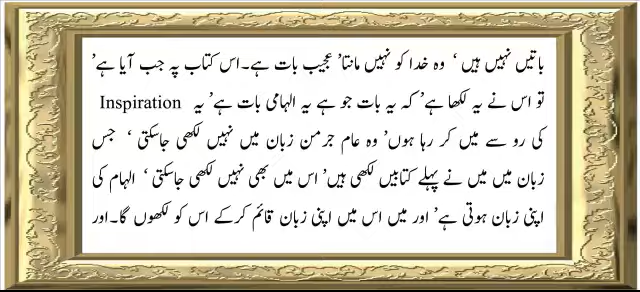 باتیں نہیں ہیں‘ وہ خدا کو نہیں مانتا’ عجیب بات ہے۔اس کتاب پہ جب آیا ہے’
تو اس نے یہ لکھا ہے’ کہ یہ بات جو ہے یہ الہامی بات ہے’ یہ Inspiration
کی رو سے میں کر رہا ہوں’ وہ عام جرمن زبان میں نہیں لکھی جاسکتی‘ جس
زبان میں میں نے پہلے کتابیں لکھی ہیں’ اس میں بھی نہیں لکھی جاسکتی‘ الہام کی
اپنی زبان ہوتی ہے’ اور میں اس میں اپنی زبان قائم کرکے اس کو لکھوں گا۔اور